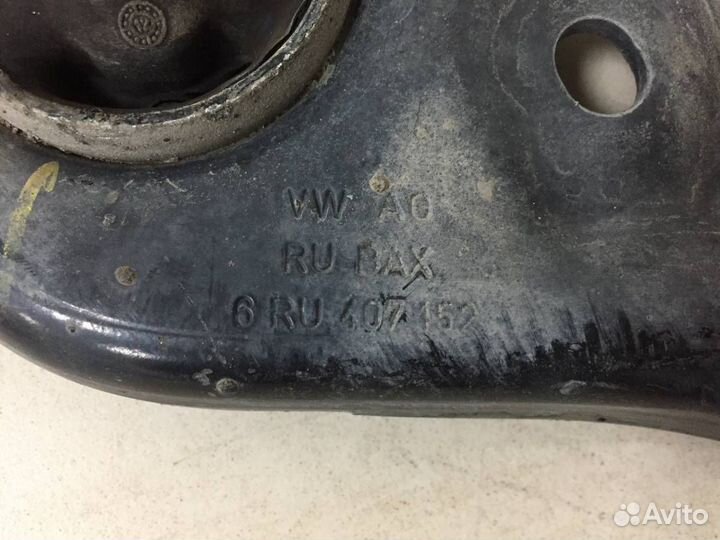 VW AG
RU BAX
6 RU 407 152
Avito